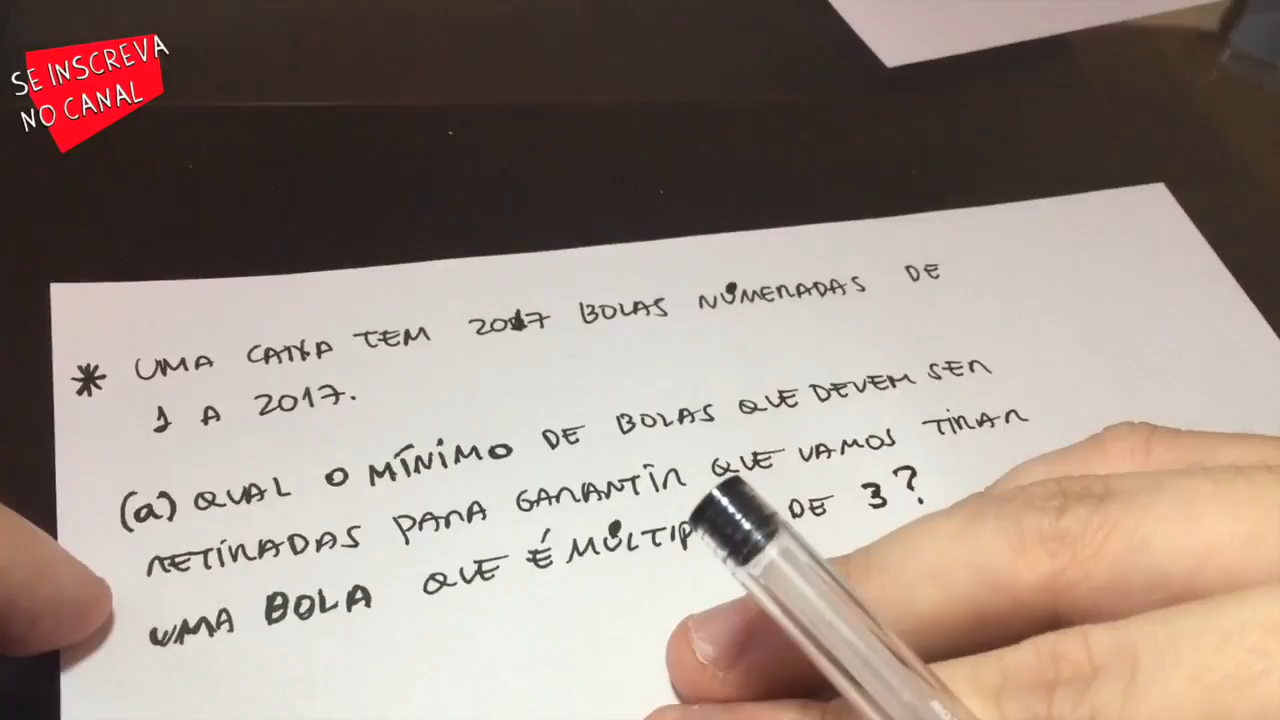 SE INSCREVA
NO CANAL
* UMA CAIXA TEM 2017 BOLAS NUMERADAS DE
1 A 2017.
(a) QUAL O MÍNIMO DE BOLAS QUE DEVEM SER
RETIRADAS PARA GARANTIR QUE VAMOS TIRAR
UMA BOLA QUE É MÚLTIP DE 3?